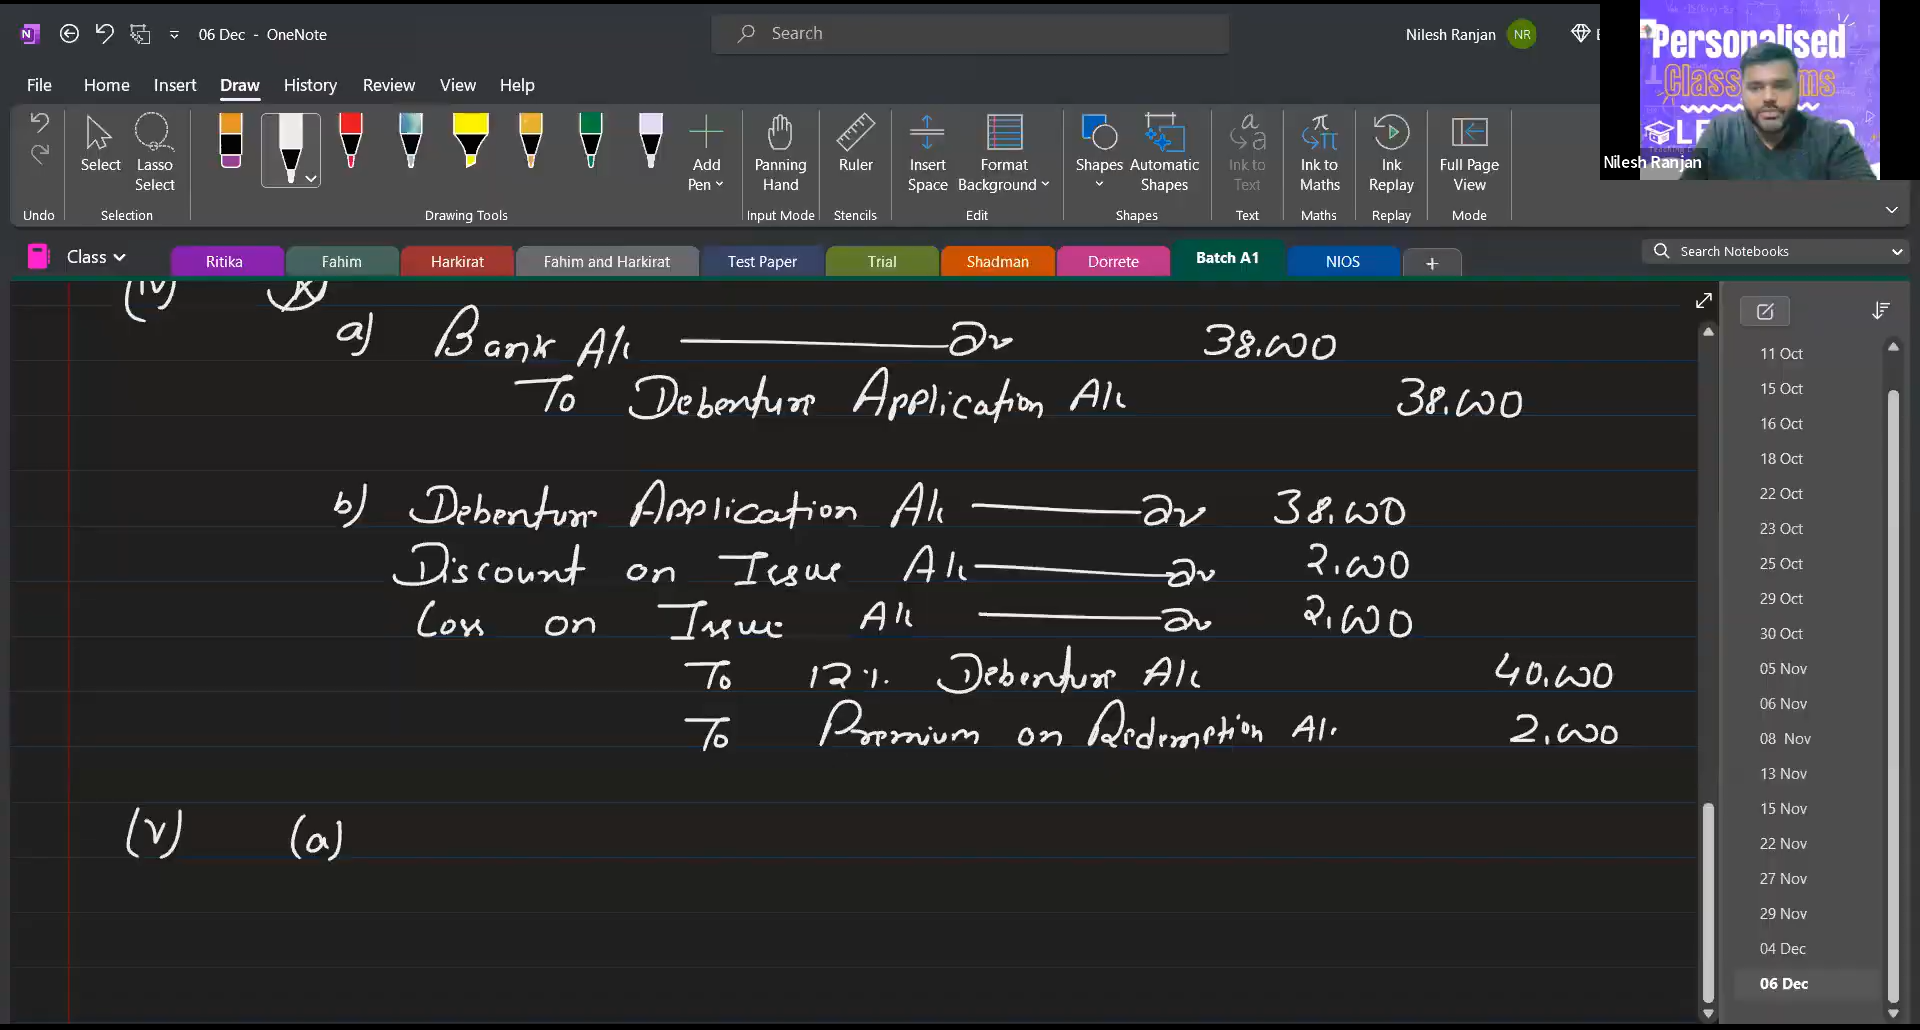 06 Dec - OneNote
Search
Nilesh Ranjan
NR
Personalised
Nilesh Ranjan
File Home Insert Draw History Review View Help
Select
Lasso Select
Add Pen
Panning Hand
Ruler
Insert Space
Format Background
Shapes
Automatic Shapes
Ink to Text
Ink to Maths
Ink Replay
Full Page View
Undo
Selection
Drawing Tools
Input Mode
Stencils
Edit
Shapes
Text
Maths
Replay
Mode
Class
Ritika
Fahim
Harkirat
Fahim and Harkirat
Test Paper
Trial
Shadman
Dorrete
Batch A1
NIOS
Search Notebooks
(iv)
a) Bank A/c Dr 38,000
To Debenture Application A/c 38,000
b) Debenture Application A/c Dr 38,000
Discount on Issue A/c Dr 2,000
Loss on Issue A/c Dr 2,000
To 12% Debenture A/c 40,000
To Premium on Redemption A/c 2,000
(v) (a)
11 Oct
15 Oct
16 Oct
18 Oct
22 Oct
23 Oct
25 Oct
29 Oct
30 Oct
05 Nov
06 Nov
08 Nov
13 Nov
15 Nov
22 Nov
27 Nov
29 Nov
04 Dec
06 Dec